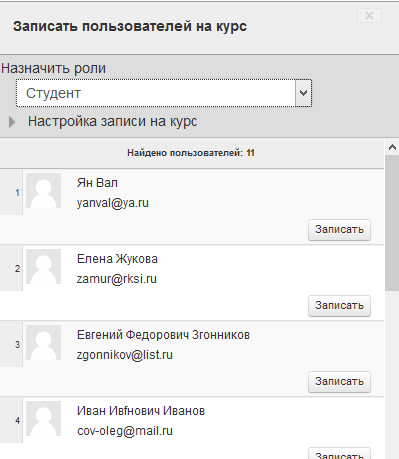 Записать пользователей на курс
Назначить роли
Студент
Настройка записи на курс
Найдено пользователей: 11
1
Ян Вал
yanval@ya.ru
Записать
2
Елена Жукова
zamur@rksi.ru
Записать
3
Евгений Федорович Згонников
zgonnikov@list.ru
Записать
4
Иван Ивfнович Иванов
cov-oleg@mail.ru
Записать